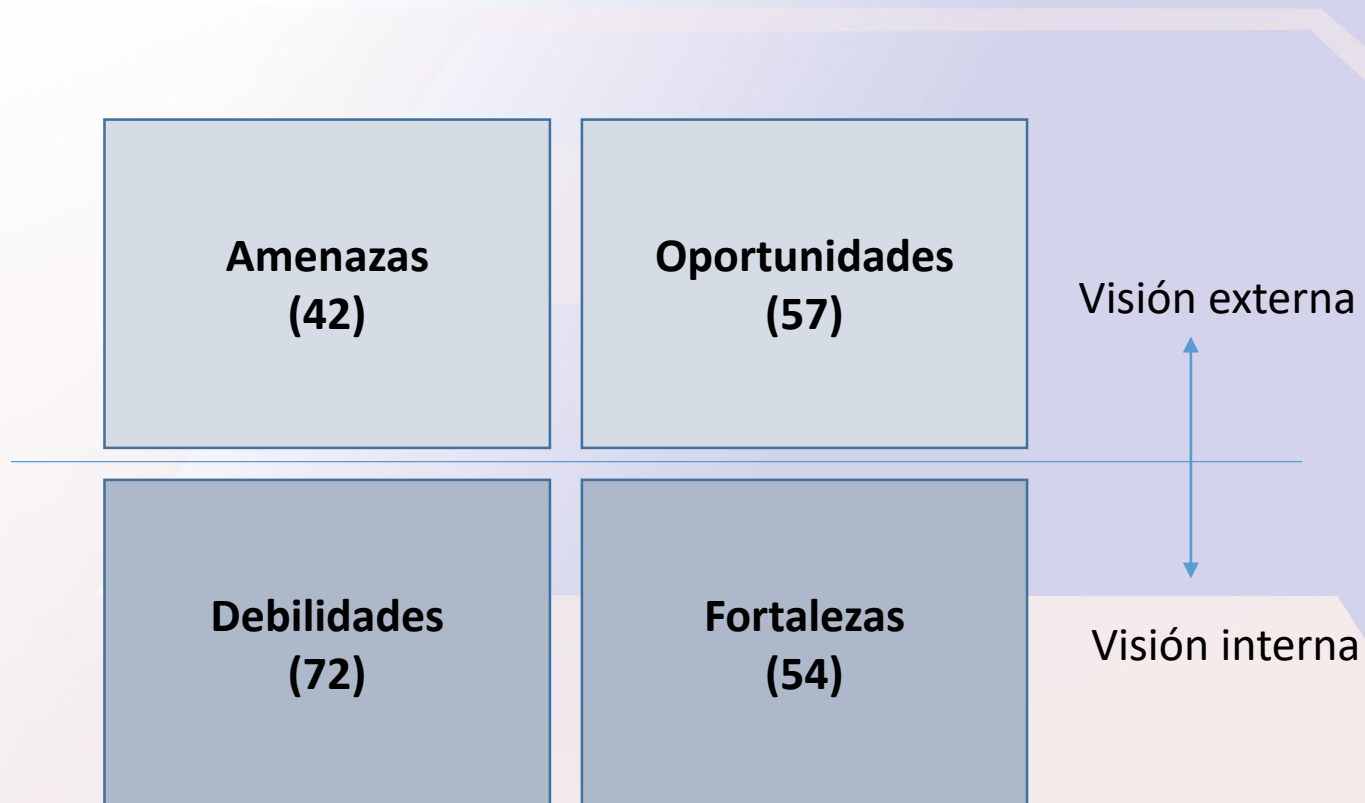 Amenazas
(42)
Oportunidades
(57)
Visión externa
Debilidades
(72)
Fortalezas
(54)
Visión interna